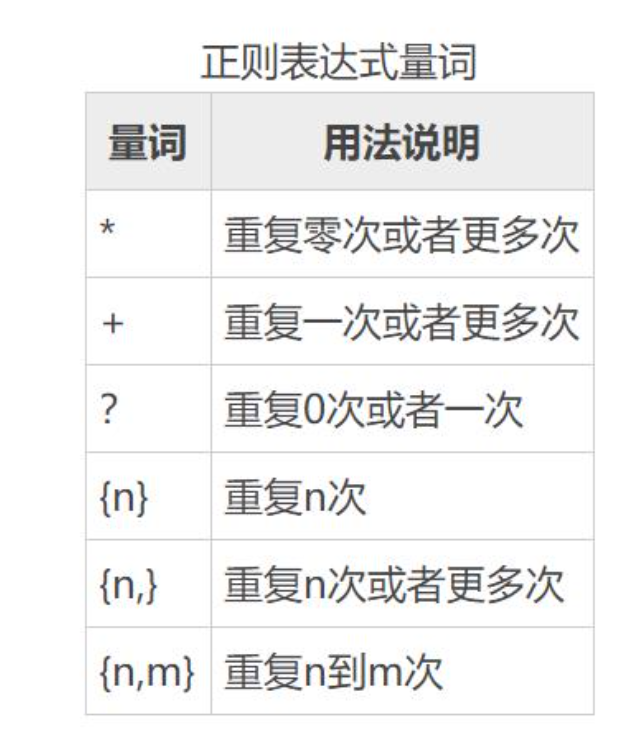 正则表达式量词
量词 用法说明
* 重复零次或者更多次
+ 重复一次或者更多次
? 重复0次或者一次
{n} 重复n次
{n,} 重复n次或者更多次
{n,m} 重复n到m次